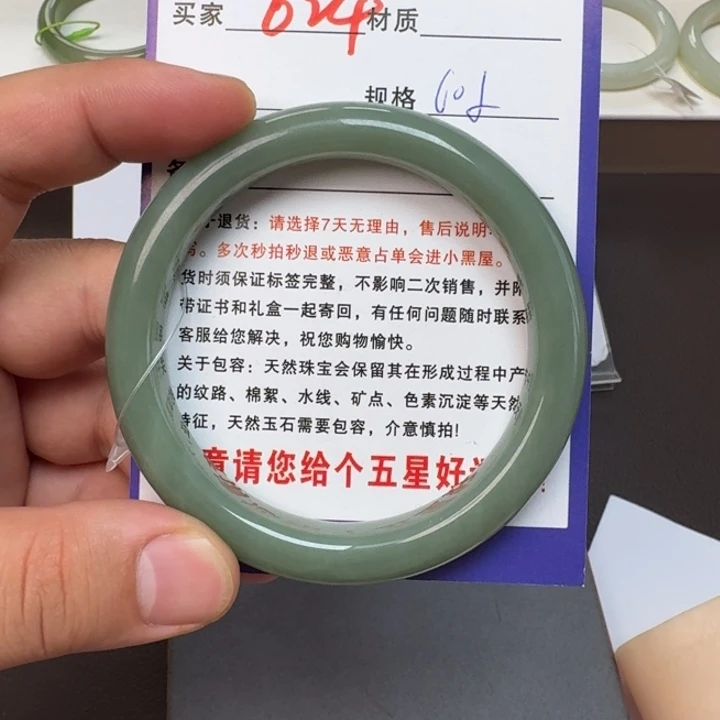 买家 624 材质
规格
退货：请选择7天无理由，售后说明
多次秒拍秒退或恶意占单会进小黑屋。
货时须保证标签完整，不影响二次销售，并
带证书和礼盒一起寄回，有任何问题随时联系
客服给您解决，祝您购物愉快。
关于包容：天然珠宝会保留其在形成过程中产
的纹路、棉絮、水线、矿点、色素沉淀等天然
特征，天然玉石需要包容，介意慎拍!
意请您给个五星好